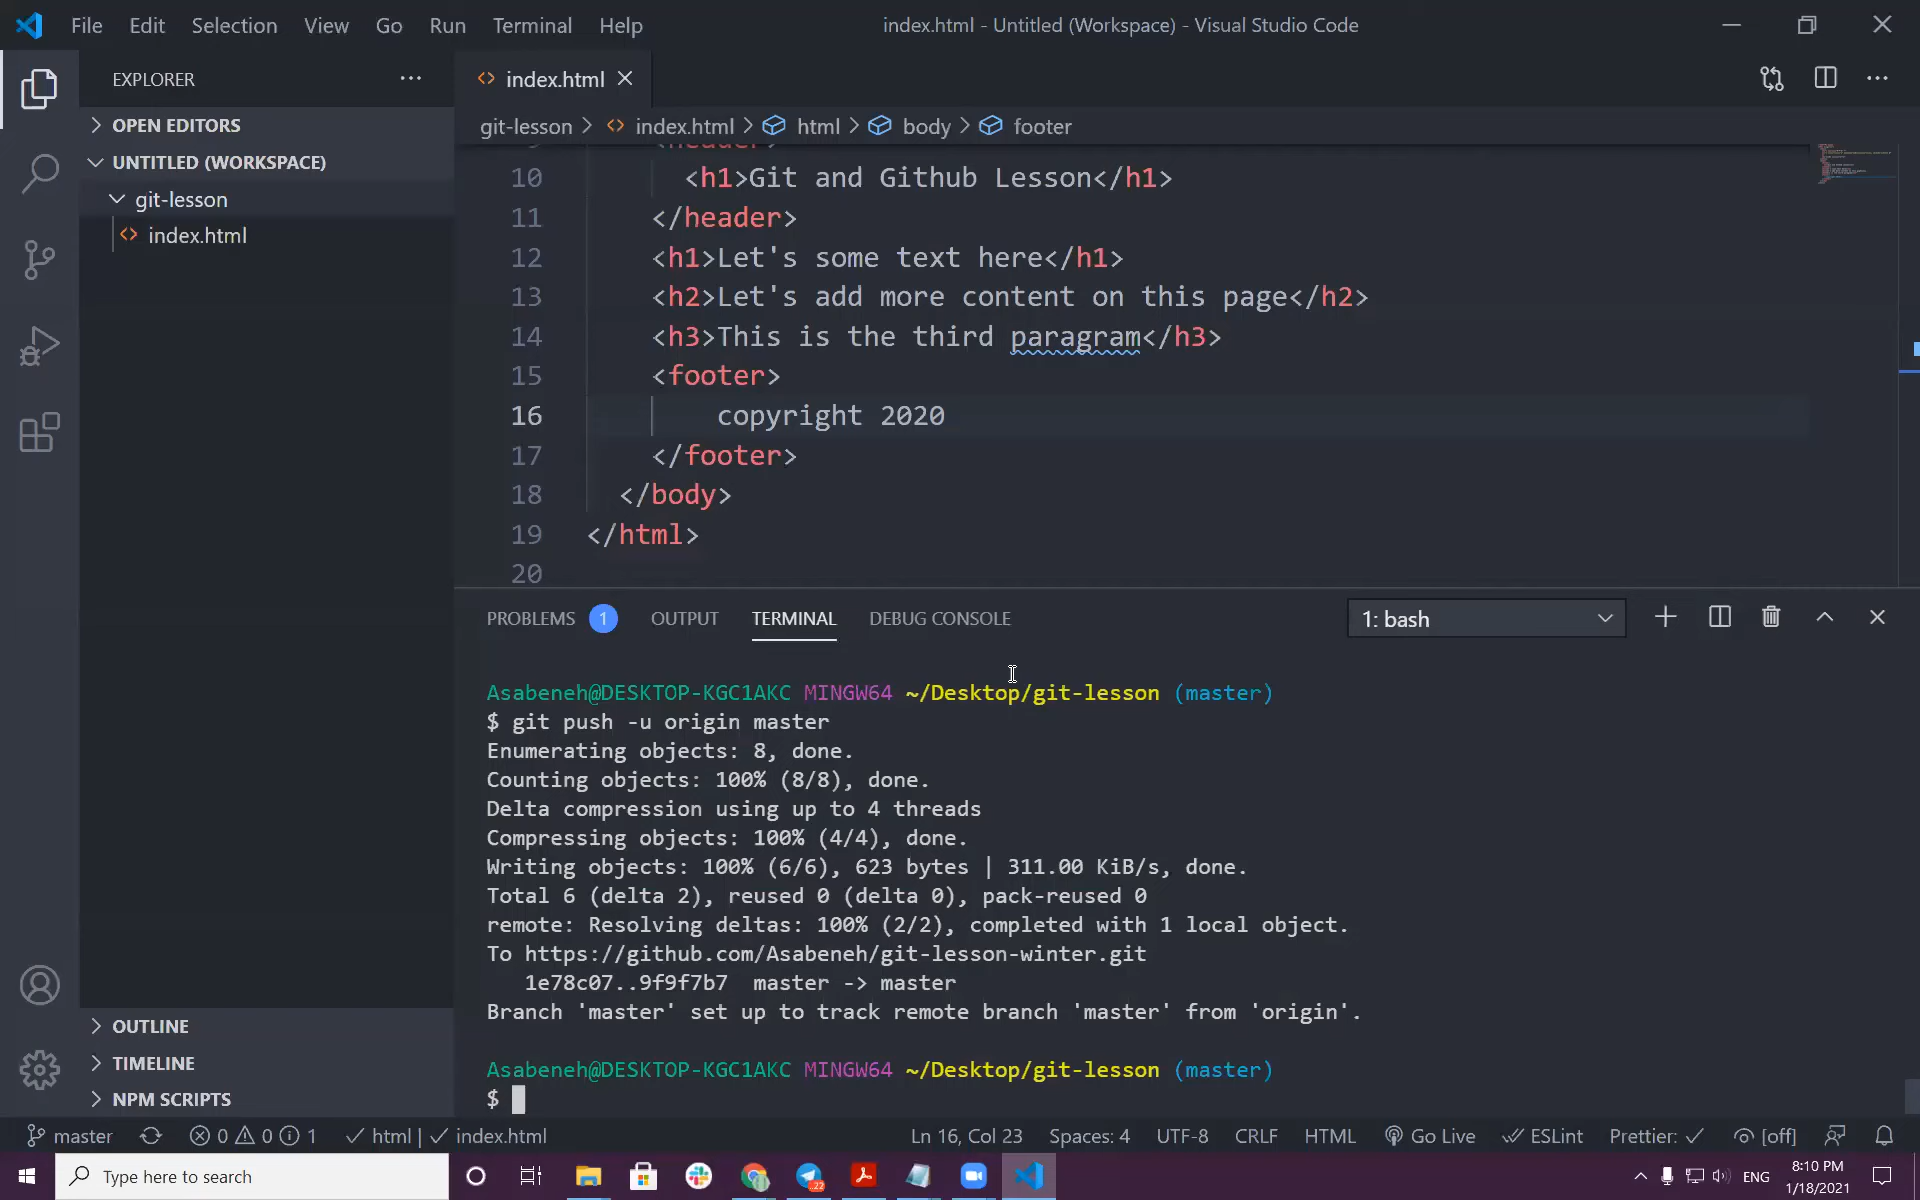 File Edit Selection View Go Run Terminal Help
index.html - Untitled (Workspace) - Visual Studio Code
EXPLORER
OPEN EDITORS
UNTITLED (WORKSPACE)
git-lesson
index.html
OUTLINE
TIMELINE
NPM SCRIPTS
index.html
git-lesson > index.html > html > body > footer
<header>
10 <h1>Git and Github Lesson</h1>
11 </header>
12 <h1>Let's some text here</h1>
13 <h2>Let's add more content on this page</h2>
14 <h3>This is the third paragram</h3>
15 <footer>
16 copyright 2020
17 </footer>
18 </body>
19 </html>
20
PROBLEMS 1 OUTPUT TERMINAL DEBUG CONSOLE
1: bash
Asabeneh@DESKTOP-KGC1AKC MINGW64 ~/Desktop/git-lesson (master)
$ git push -u origin master
Enumerating objects: 8, done.
Counting objects: 100% (8/8), done.
Delta compression using up to 4 threads
Compressing objects: 100% (4/4), done.
Writing objects: 100% (6/6), 623 bytes | 311.00 KiB/s, done.
Total 6 (delta 2), reused 0 (delta 0), pack-reused 0
remote: Resolving deltas: 100% (2/2), completed with 1 local object.
To https://github.com/Asabeneh/git-lesson-winter.git
1e78c07..9f9f7b7  master -> master
Branch 'master' set up to track remote branch 'master' from 'origin'.
Asabeneh@DESKTOP-KGC1AKC MINGW64 ~/Desktop/git-lesson (master)
$
master 0 0 1 html | index.html Ln 16, Col 23 Spaces: 4 UTF-8 CRLF HTML Go Live ESLint Prettier: [off]
Type here to search
22
ENG
8:10 PM
1/18/2021